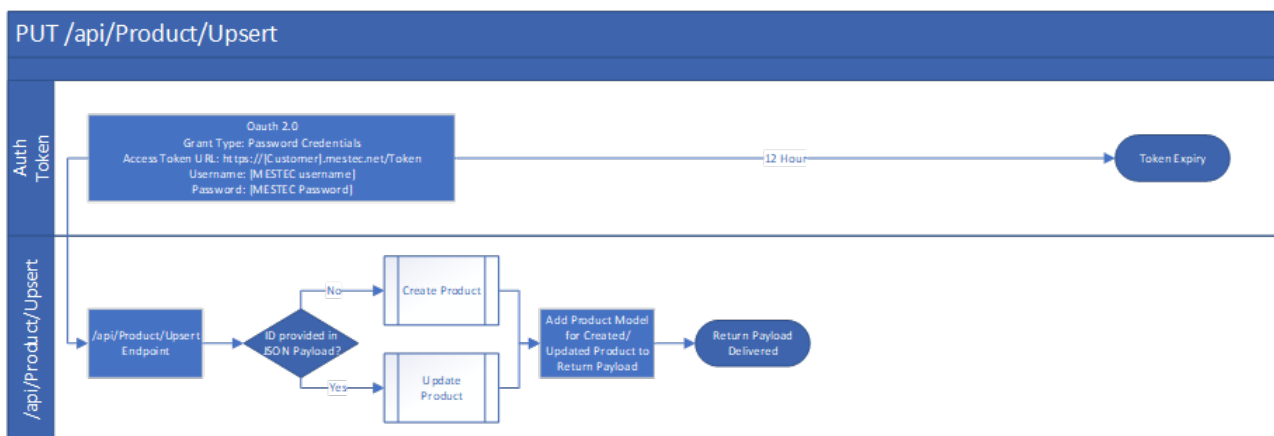 PUT /api/Product/Upsert
Auth
Token
Oauth 2.0
Grant Type: Password Credentials
Access Token URL: https://[Customer].mestec.net/Token
Username: [MESTEC username]
Password: [MESTEC Password]
12 Hour
Token Expiry
/api/Product/Upsert
/api/Product/Upsert
Endpoint
ID provided in
JSON Payload?
No
Create Product
Yes
Update
Product
Add Product Model
for Created/
Updated Product to
Return Payload
Return Payload
Delivered